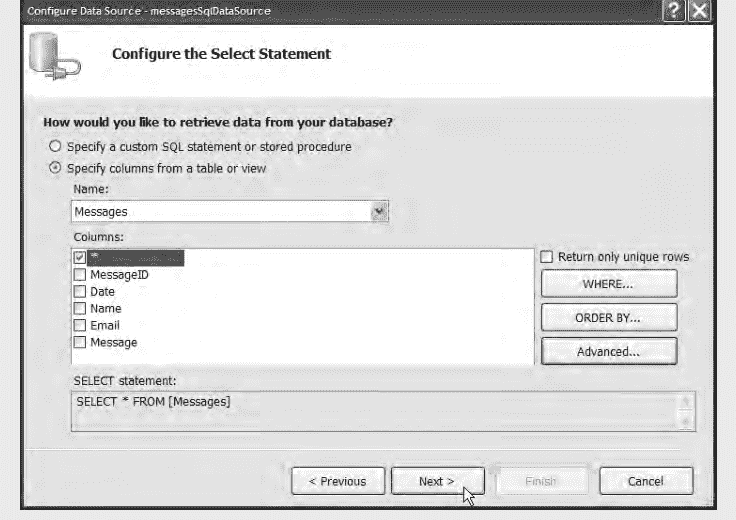 Configure Data Source - messagesSqlDataSource
?
Configure the Select Statement
How would you like to retrieve data from your database?
Specify a custom SQL statement or stored procedure
Specify columns from a table or view
Name:
Messages
Columns:
*
Return only unique rows
MessageID
WHERE...
Date
Name
ORDER BY...
Email
Message
Advanced...
SELECT statement:
SELECT * FROM [Messages]
< Previous
Next >
Finish
Cancel